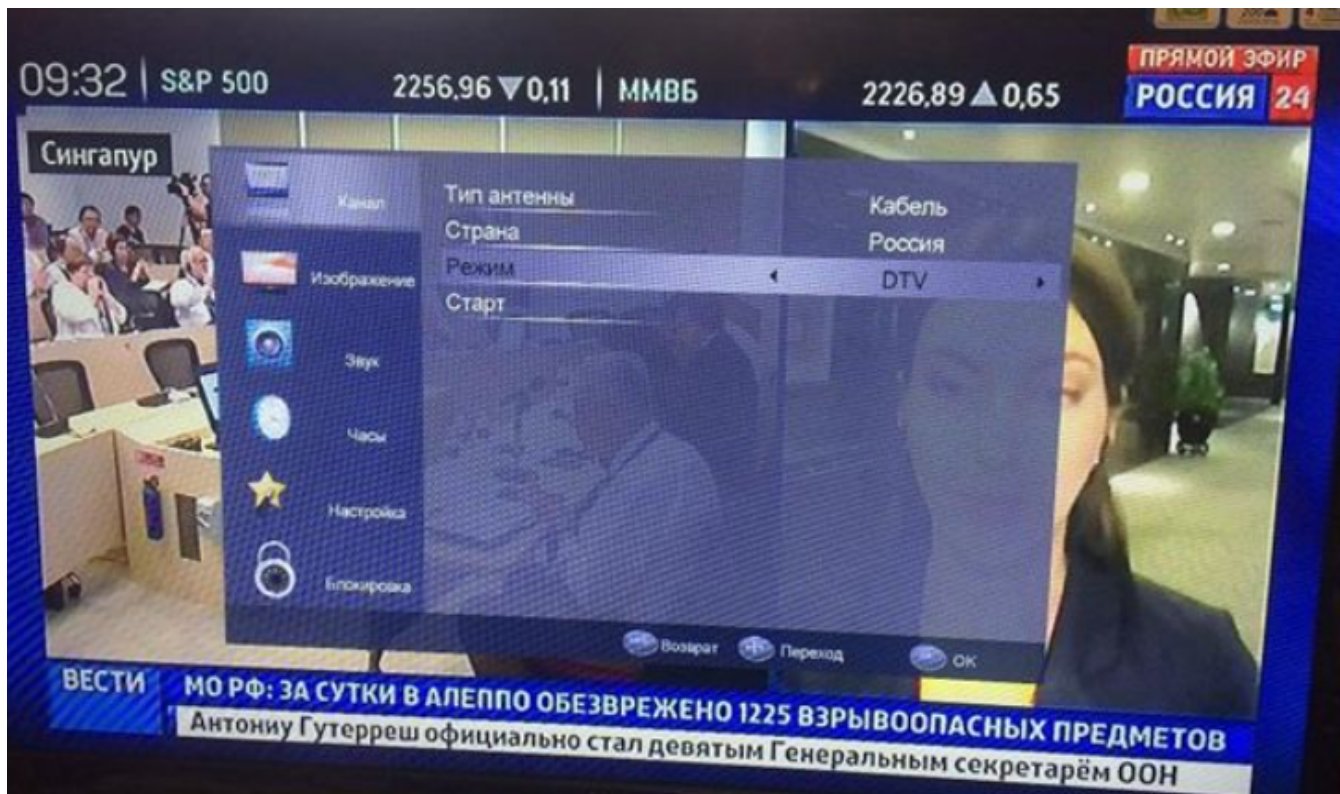 ПРЯМОЙ ЭФИР
09:32 S&P 500 2256,96 ▼ 0,11 ММВБ 2226,89 ▲ 0,65 РОССИЯ 24
Сингапур
Канал
Тип антенны Кабель
Страна Россия
Изображение
Режим DTV
Старт
Звук
Часы
Настройка
Блокировка
Возврат Переход OK
ВЕСТИ МО РФ: ЗА СУТКИ В АЛЕППО ОБЕЗВРЕЖЕНО 1225 ВЗРЫВООПАСНЫХ ПРЕДМЕТОВ
Антониу Гутерреш официально стал девятым Генеральным секретарём ООН